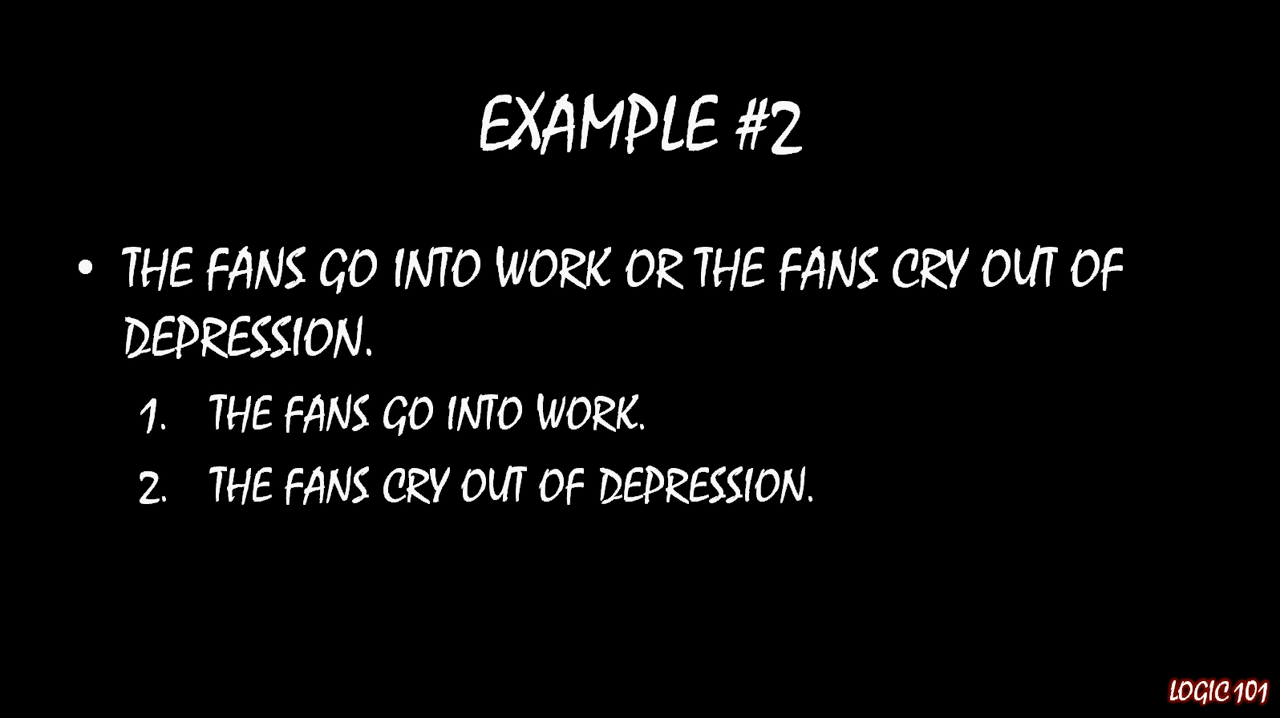 EXAMPLE #2
• THE FANS GO INTO WORK OR THE FANS CRY OUT OF
DEPRESSION.
1. THE FANS GO INTO WORK.
2. THE FANS CRY OUT OF DEPRESSION.
LOGIC 101